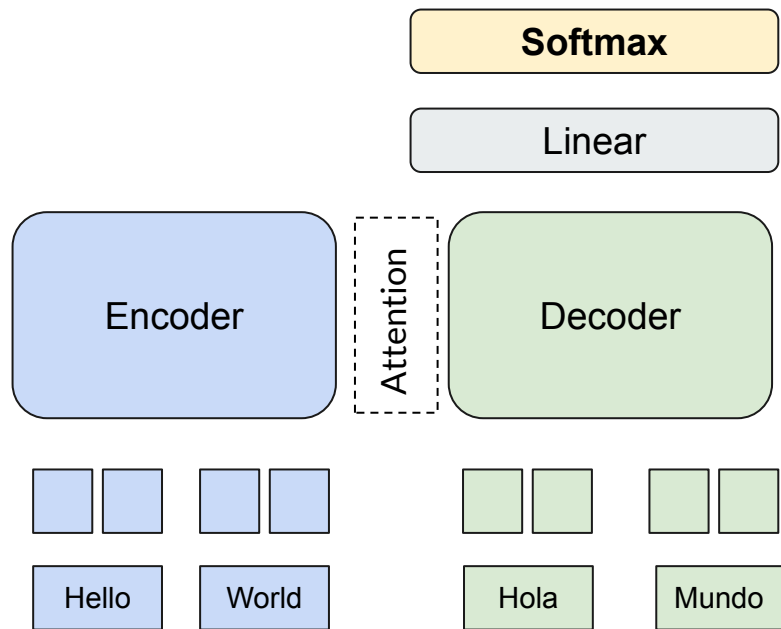 Softmax
Linear
Encoder
Attention
Decoder
Hello
World
Hola
Mundo